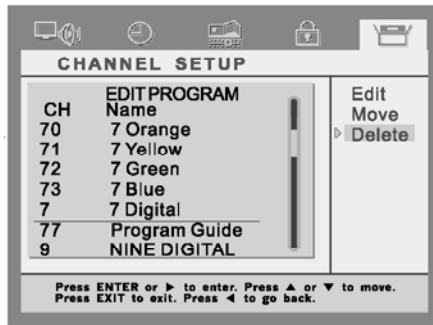 CHANNEL SETUP
EDIT PROGRAM
CH Name
70 7 Orange
71 7 Yellow
72 7 Green
73 7 Blue
7 7 Digital
77 Program Guide
9 NINE DIGITAL
Edit
Move
Delete
Press ENTER or ▶ to enter. Press ▲ or ▼ to move.
Press EXIT to exit. Press ◀ to go back.